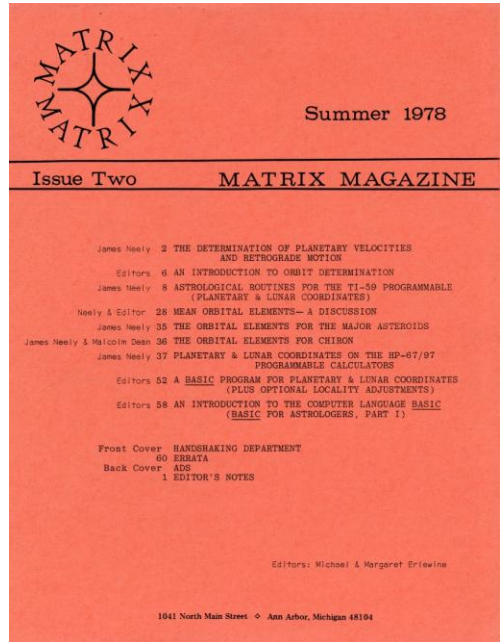 MATRIXX MATRIX
Summer 1978
Issue Two MATRIX MAGAZINE
James Neely 2 THE DETERMINATION OF PLANETARY VELOCITIES
AND RETROGRADE MOTION
Editors 6 AN INTRODUCTION TO ORBIT DETERMINATION
James Neely 8 ASTROLOGICAL ROUTINES FOR THE TI-59 PROGRAMMABLE
(PLANETARY & LUNAR COORDINATES)
Neely & Editor 28 MEAN ORBITAL ELEMENTS— A DISCUSSION
James Neely 35 THE ORBITAL ELEMENTS FOR THE MAJOR ASTEROIDS
James Neely & Malcolm Dean 36 THE ORBITAL ELEMENTS FOR CHIRON
James Neely 37 PLANETARY & LUNAR COORDINATES ON THE HP-67/97
PROGRAMMABLE CALCULATORS
Editors 52 A BASIC PROGRAM FOR PLANETARY & LUNAR COORDINATES
(PLUS OPTIONAL LOCALITY ADJUSTMENTS)
Editors 58 AN INTRODUCTION TO THE COMPUTER LANGUAGE BASIC
(BASIC FOR ASTROLOGERS, PART I)
Frost Cover HANDSHAKING DEPARTMENT
60 ERRATA
Back Cover ADS
1 EDITOR'S NOTES
Editors: Michael & Margaret Erlewine
1041 North Main Street ◇ Ann Arbor, Michigan 48104